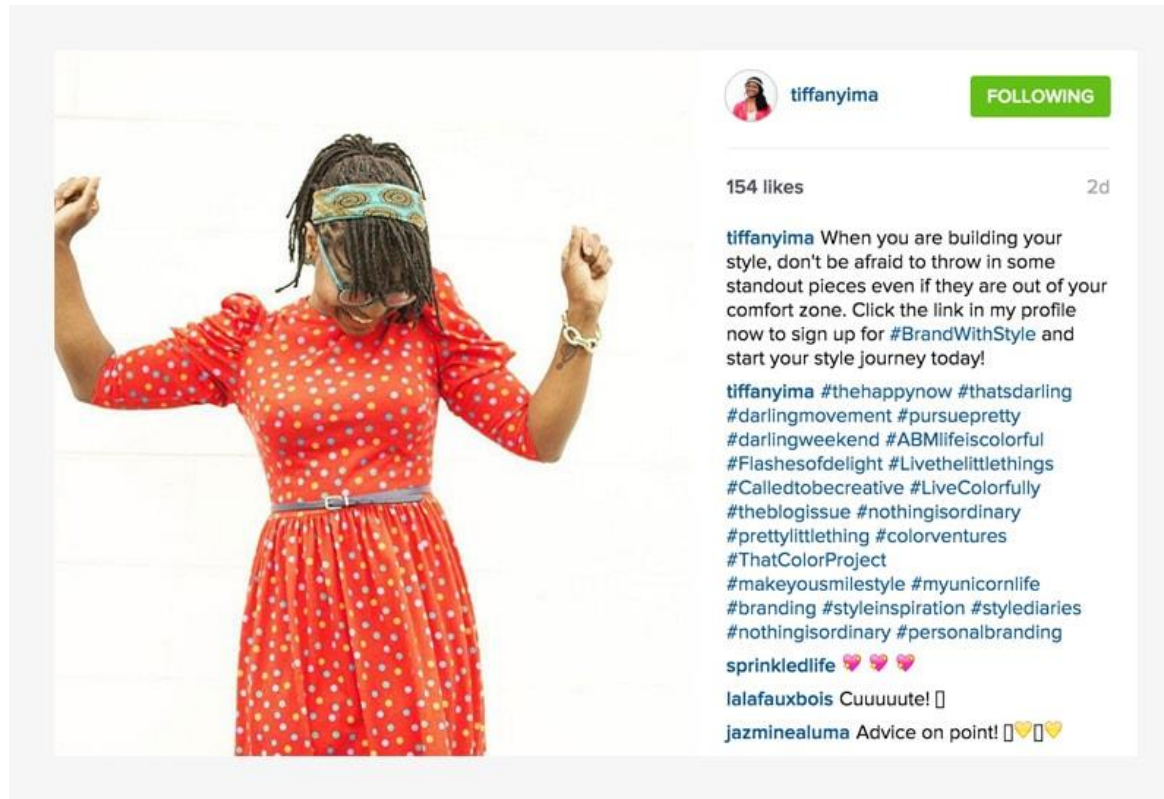 tiffanyima
FOLLOWING
154 likes
2d
tiffanyima When you are building your
style, don't be afraid to throw in some
standout pieces even if they are out of your
comfort zone. Click the link in my profile
now to sign up for #BrandWithStyle and
start your style journey today!
tiffanyima #thehappynow #thatsdarling
#darlingmovement #pursuepretty
#darlingweekend #ABMlifeiscolorful
#Flashesofdelight #Livethelittlethings
#Calledtobecreative #LiveColorfully
#theblogissue #nothingisordinary
#prettylittlething #colorventures
#ThatColorProject
#makeyousmilestyle #myunicornlife
#branding #styleinspiration #stylediaries
#nothingisordinary #personalbranding
sprinkledlife 💖 💖 💖
lalafauxbois Cuuuuute! ▯
jazminealuma Advice on point! ▯💛▯💛